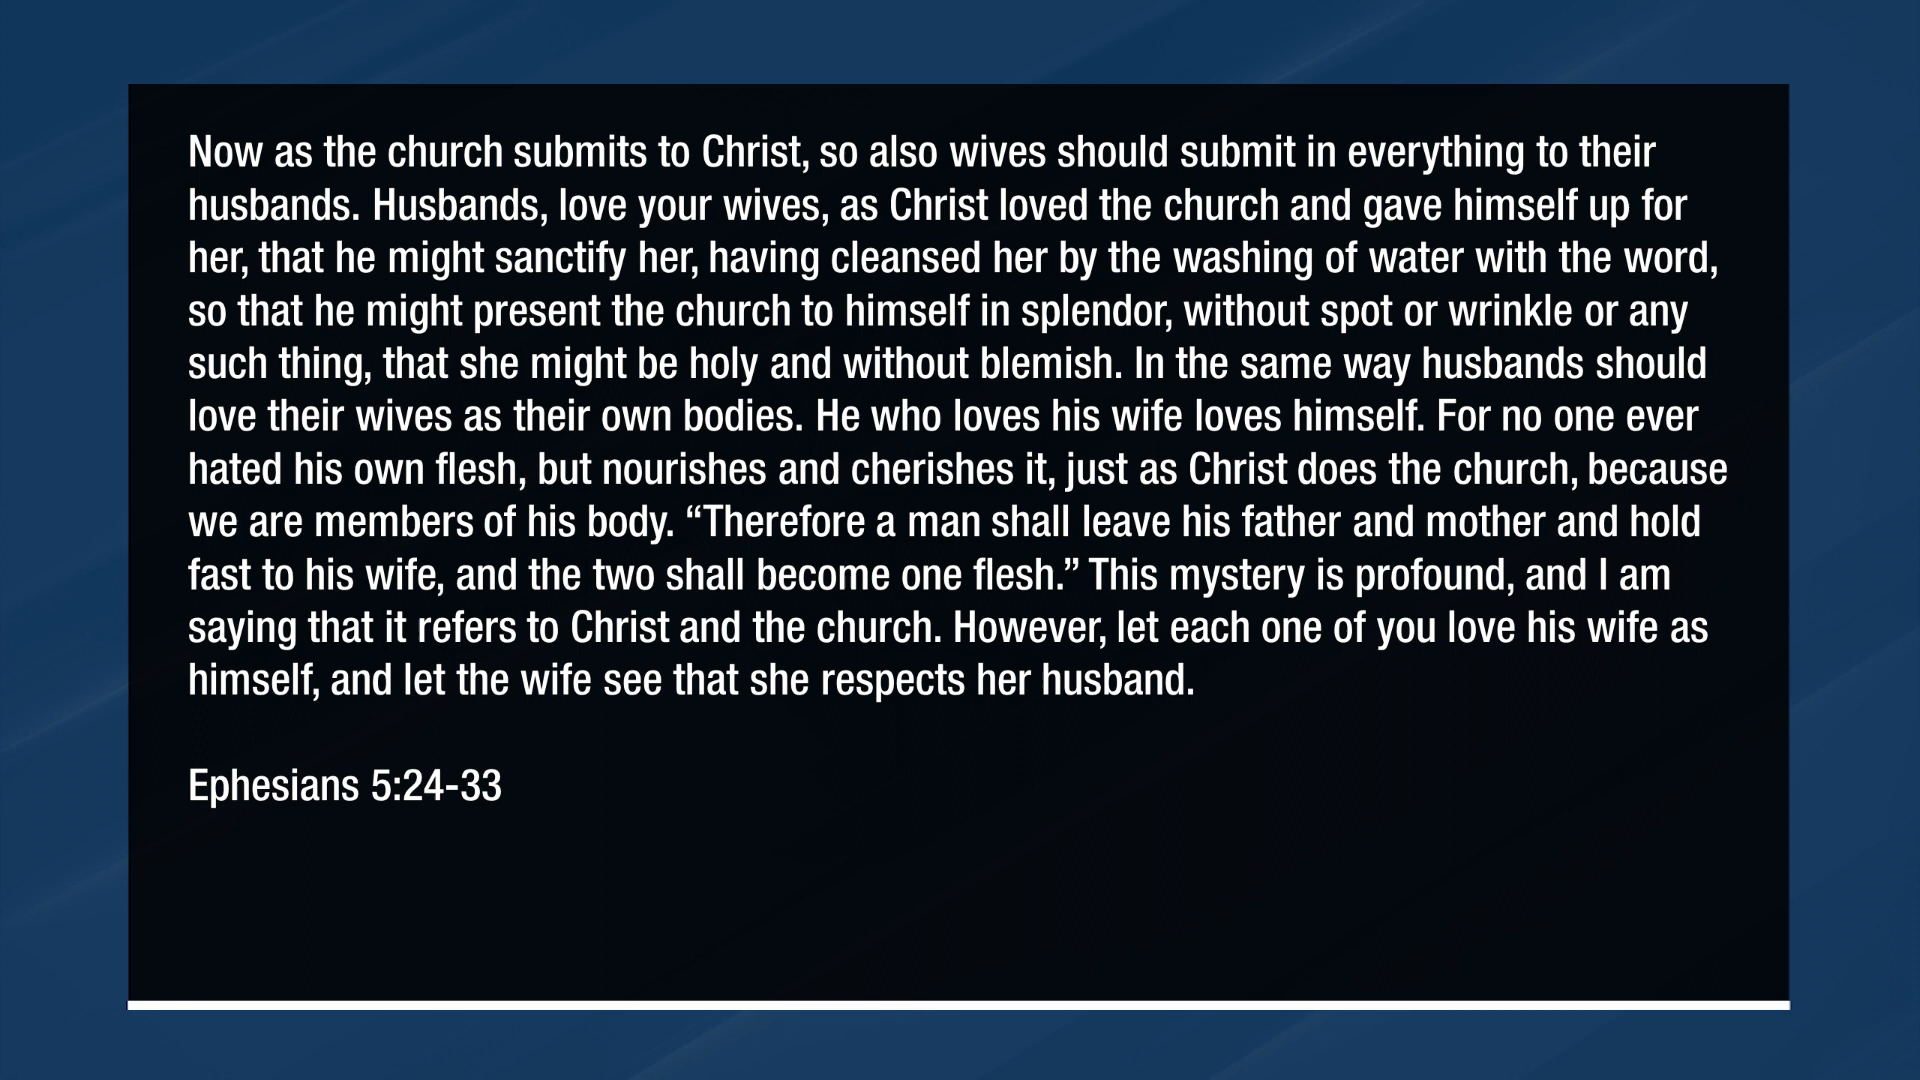 Now as the church submits to Christ, so also wives should submit in everything to their
husbands. Husbands, love your wives, as Christ loved the church and gave himself up for
her, that he might sanctify her, having cleansed her by the washing of water with the word,
so that he might present the church to himself in splendor, without spot or wrinkle or any
such thing, that she might be holy and without blemish. In the same way husbands should
love their wives as their own bodies. He who loves his wife loves himself. For no one ever
hated his own flesh, but nourishes and cherishes it, just as Christ does the church, because
we are members of his body. “Therefore a man shall leave his father and mother and hold
fast to his wife, and the two shall become one flesh.” This mystery is profound, and I am
saying that it refers to Christ and the church. However, let each one of you love his wife as
himself, and let the wife see that she respects her husband.
Ephesians 5:24-33